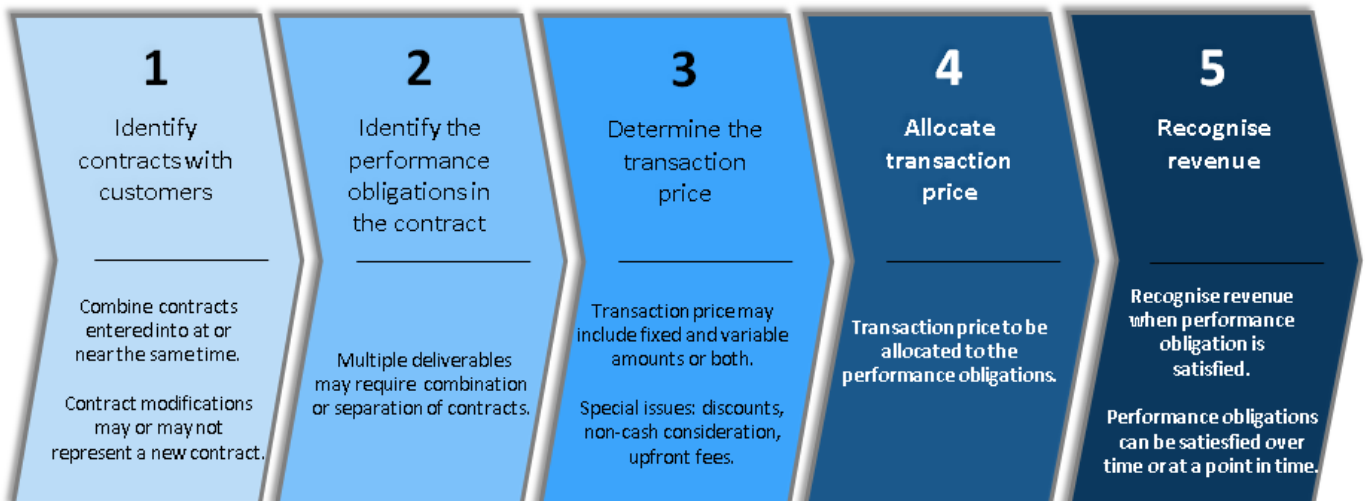 1
Identify
contracts with
customers
Combine contracts
entered into at or
near the same time.
Contract modifications
may or may not
represent a new contract.
2
Identify the
performance
obligations in
the contract
Multiple deliverables
may require combination
or separation of contracts.
3
Determine the
transaction
price
Transaction price may
include fixed and variable
amounts or both.
Special issues: discounts,
non-cash consideration,
upfront fees.
4
Allocate
transaction
price
Transaction price to be
allocated to the
performance obligations.
5
Recognise
revenue
Recognise revenue
when performance
obligation is
satisfied.
Performance obligations
can be satiesfied over
time or at a point in time.